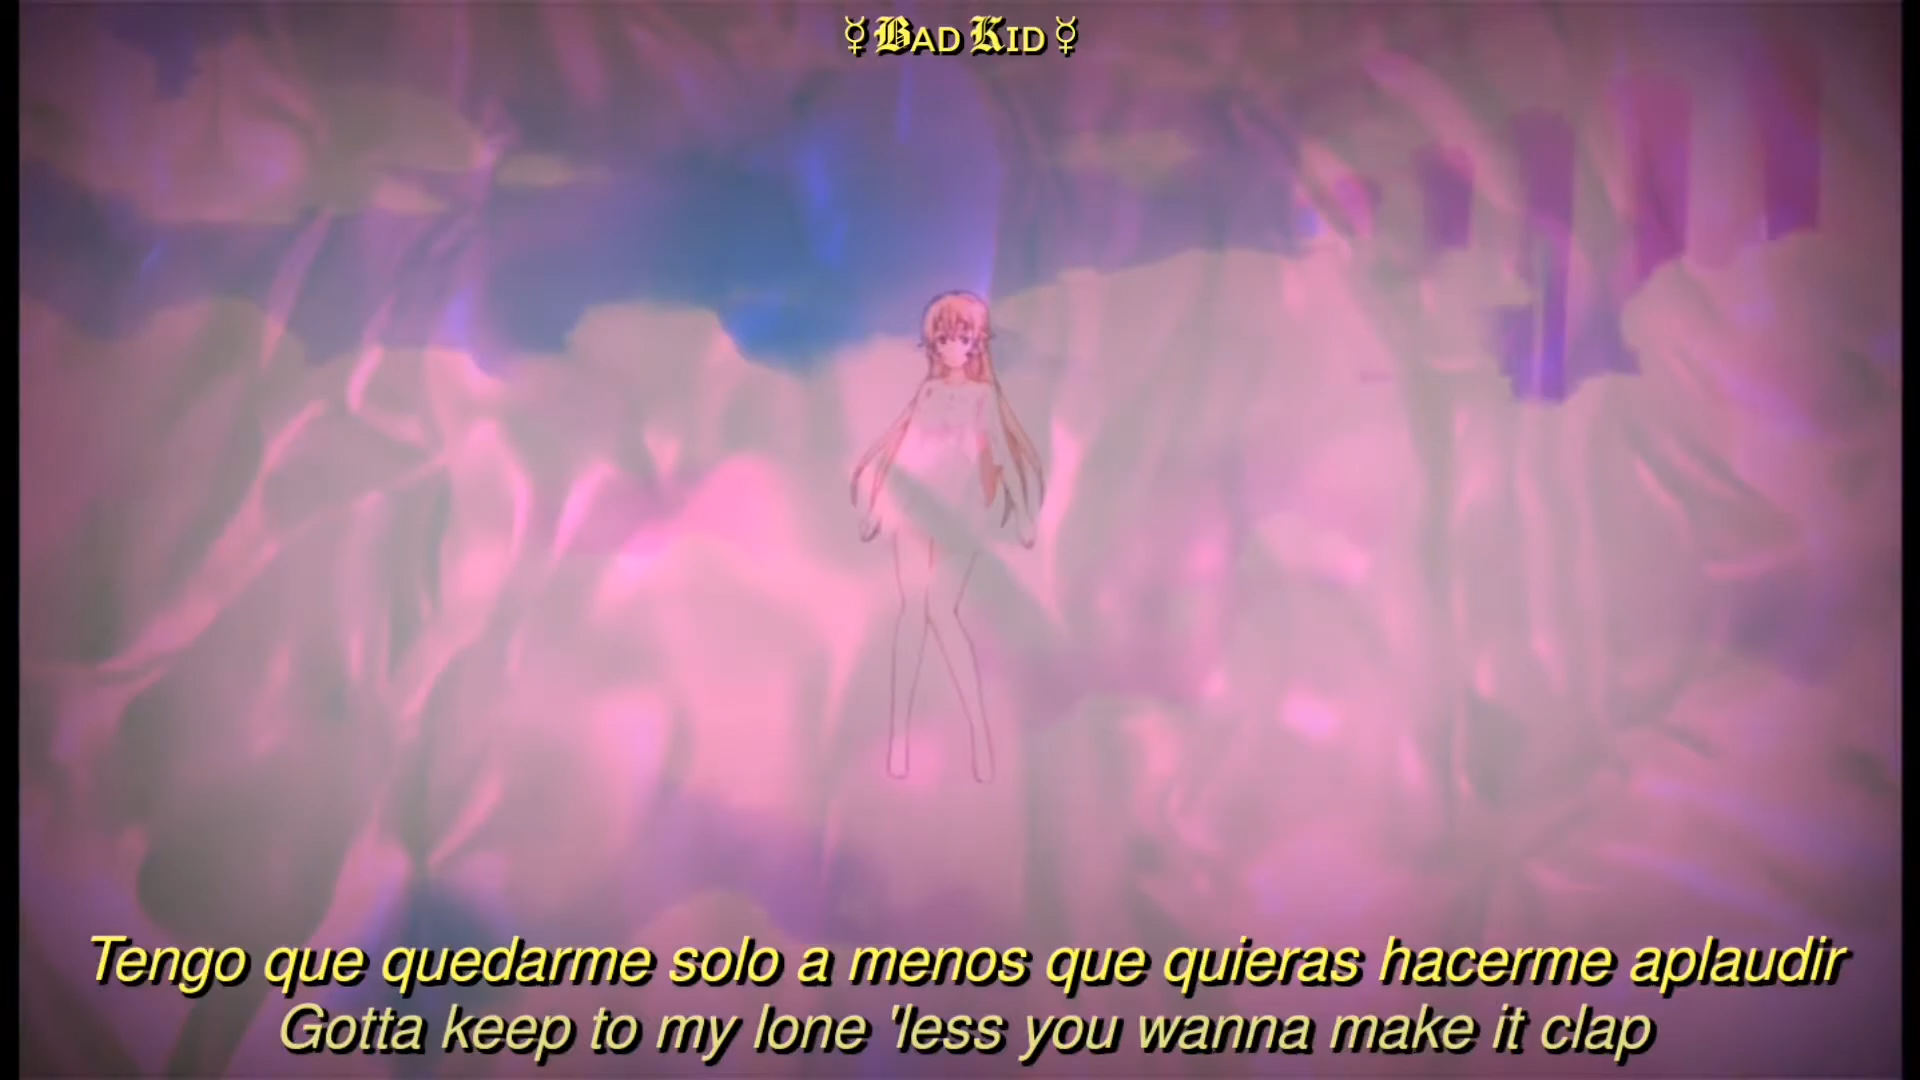 ☿ Bad Kid ☿
Tengo que quedarme solo a menos que quieras hacerme aplaudir
Gotta keep to my lone 'less you wanna make it clap